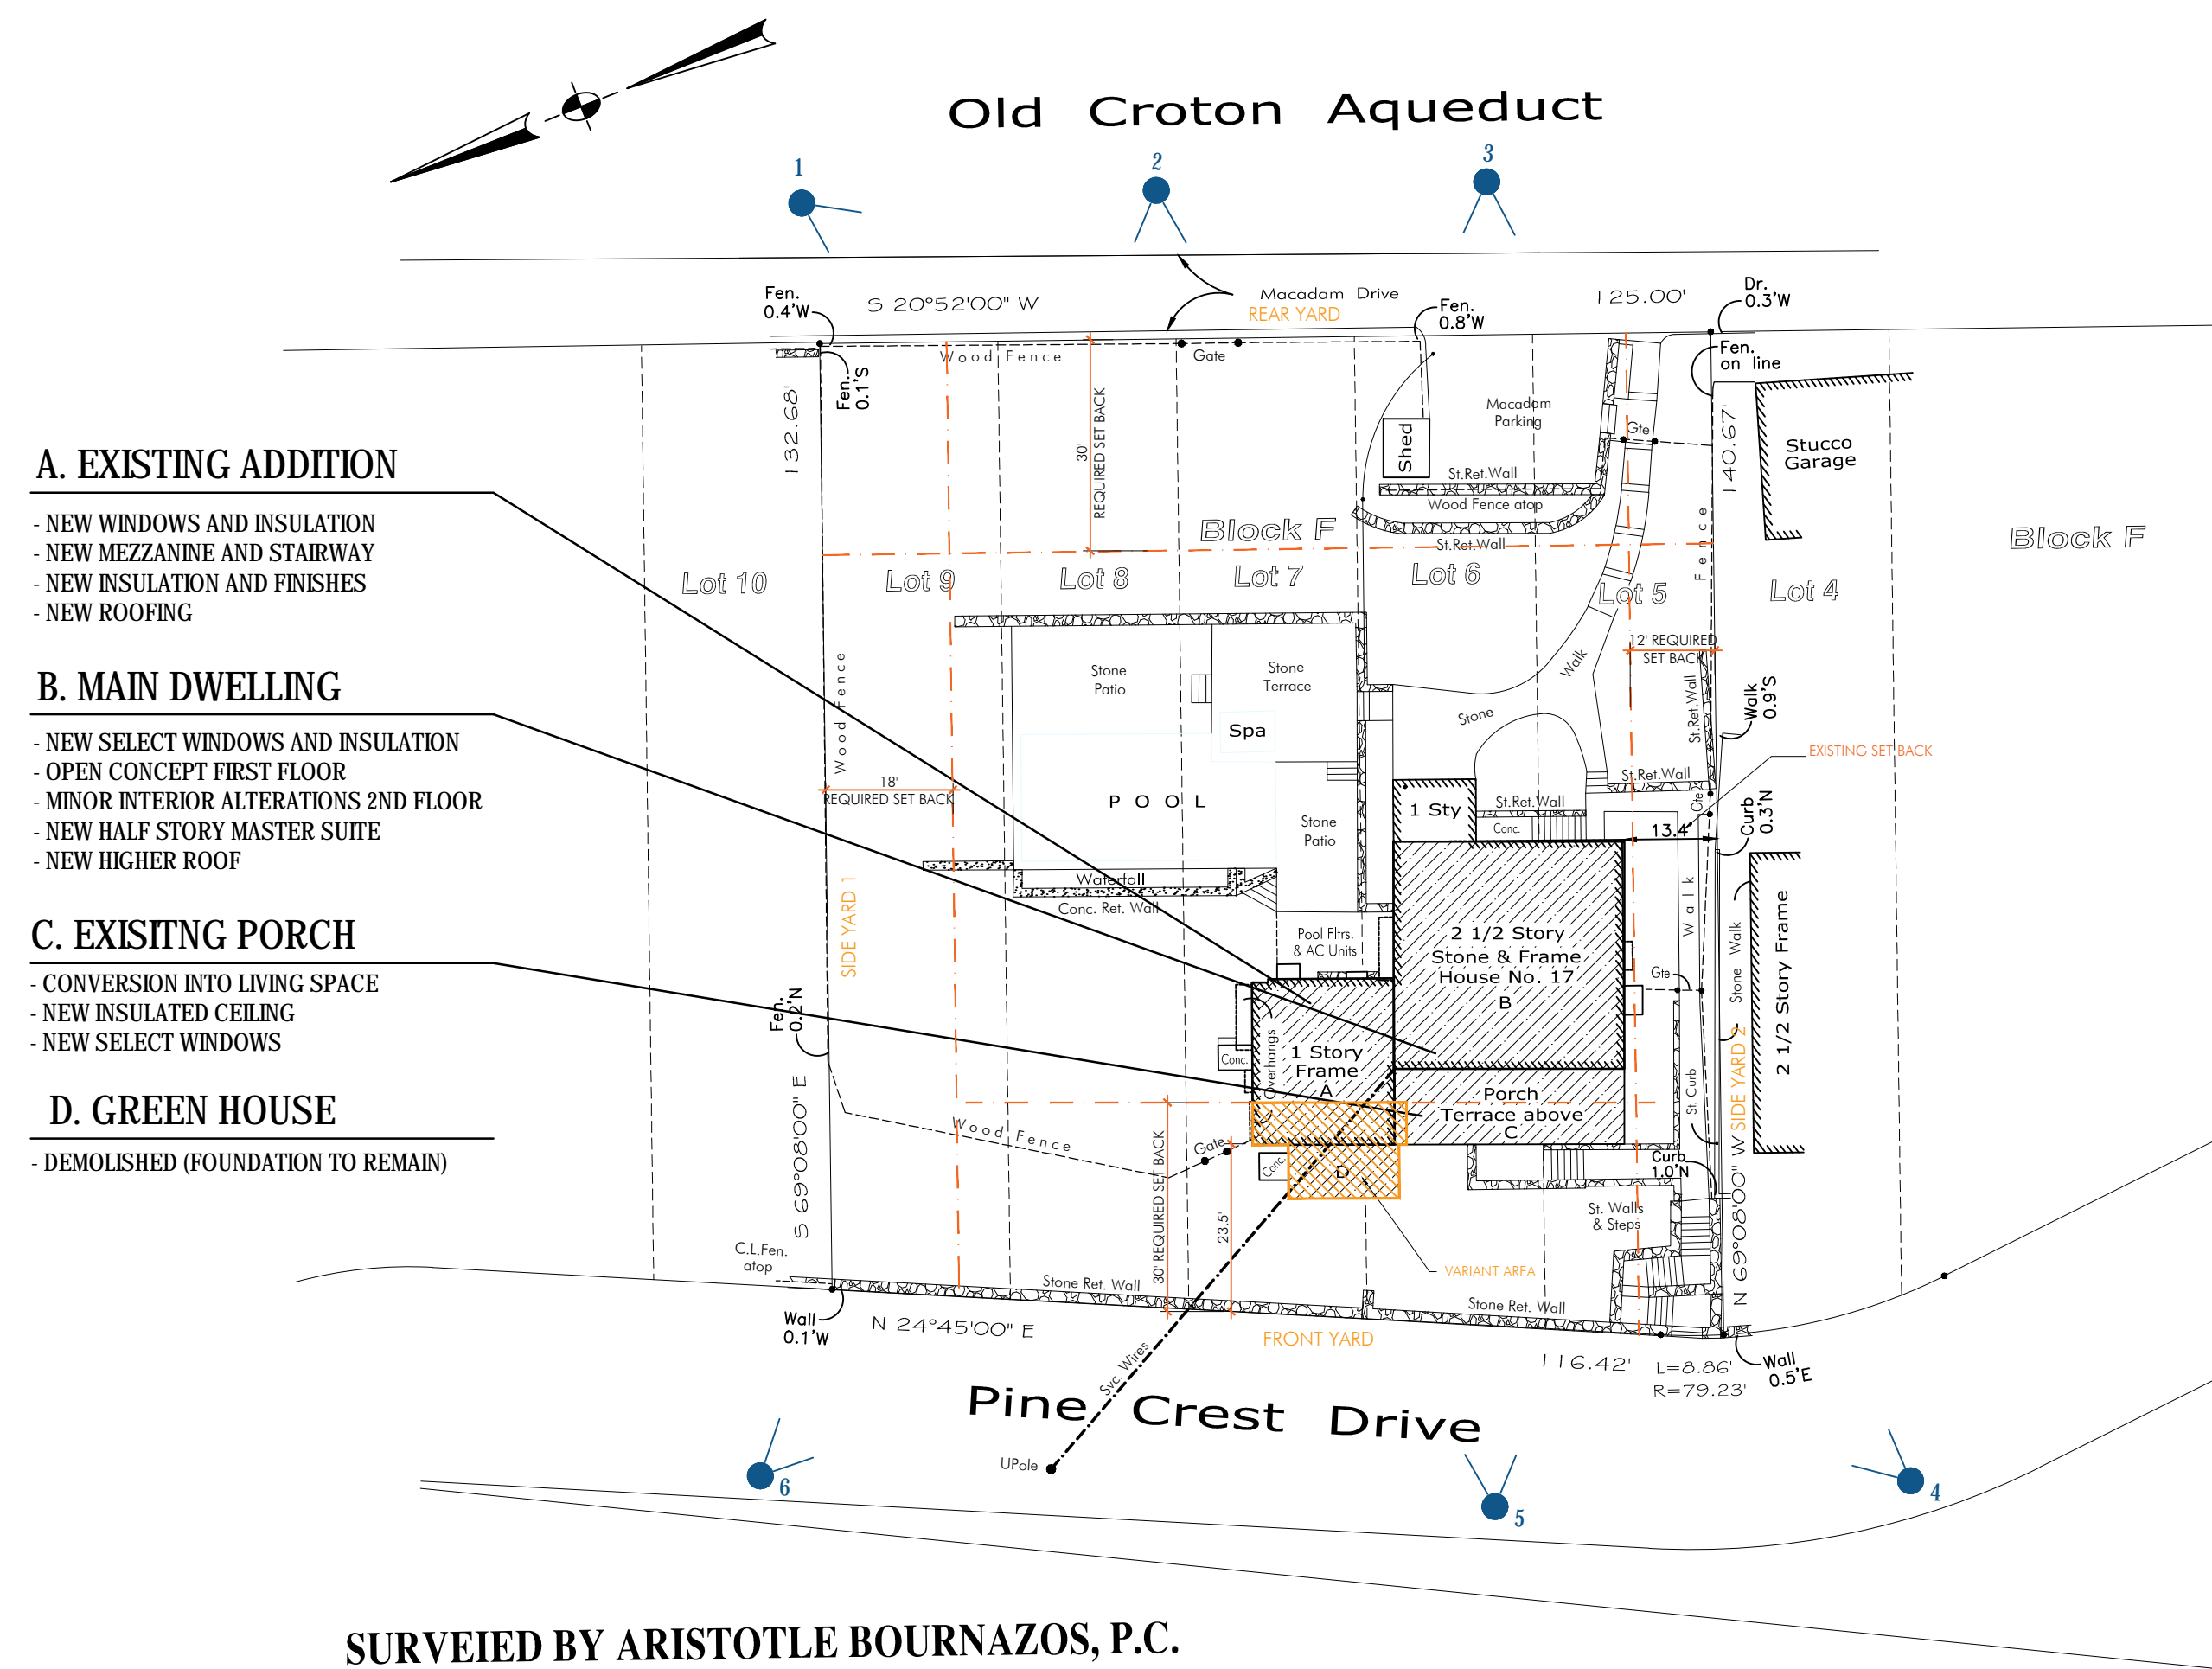 Old Croton Aqueduct
1
2
3
Fen.
0.4'W
S 20°52'00" W
Macadam Drive
REAR YARD
Fen.
0.8'W
125.00'
Dr.
0.3'W
Wood Fence
Gate
Fen.
on line
132.68'
Fen.
0.1'S
30'
REQUIRED SET BACK
Shed
Macadam
Parking
Gte
140.67'
Stucco
Garage
St.Ret.Wall
Wood Fence atop
St.Ret.Wall
Fence
Block F
Block F
Lot 10
Lot 9
Lot 8
Lot 7
Lot 6
Lot 5
Lot 4
A. EXISTING ADDITION
- NEW WINDOWS AND INSULATION
- NEW MEZZANINE AND STAIRWAY
- NEW INSULATION AND FINISHES
- NEW ROOFING
B. MAIN DWELLING
- NEW SELECT WINDOWS AND INSULATION
- OPEN CONCEPT FIRST FLOOR
- MINOR INTERIOR ALTERATIONS 2ND FLOOR
- NEW HALF STORY MASTER SUITE
- NEW HIGHER ROOF
C. EXISITNG PORCH
- CONVERSION INTO LIVING SPACE
- NEW INSULATED CEILING
- NEW SELECT WINDOWS
D. GREEN HOUSE
- DEMOLISHED (FOUNDATION TO REMAIN)
12' REQUIRED
SET BACK
Wood Fence
Stone
Patio
Stone
Terrace
Spa
Walk
Stone
St.Ret.Wall
Walk
0.9'S
EXISTING SET BACK
18'
REQUIRED SET BACK
POOL
Stone
Patio
1 Sty
St.Ret.Wall
Conc.
St.Ret.Wall
Gte
13.4'
Curb
0.3'N
Waterfall
Conc. Ret. Wall
SIDE YARD 1
Pool Fltrs.
& AC Units
2 1/2 Story
Stone & Frame
House No. 17
B
Walk
Gte
Stone Walk
2 1/2 Story Frame
Fen.
0.2'N
Conc.
Overhangs
1 Story
Frame
A
Porch
Terrace above
C
St. Curb
SIDE YARD 2
S 69°08'00" E
Wood Fence
Gate
Conc.
D
30' REQUIRED SET BACK
23.5'
Curb
1.0'N
St. Walls
& Steps
N 69°08'00" W
C.L.Fen.
atop
VARIANT AREA
Stone Ret. Wall
Stone Ret. Wall
Wall
0.1'W
N 24°45'00" E
FRONT YARD
116.42'
L=8.86'
R=79.23'
Wall
0.5'E
Svc. Wires
Pine Crest Drive
UPole
6
5
4
SURVEIED BY ARISTOTLE BOURNAZOS, P.C.